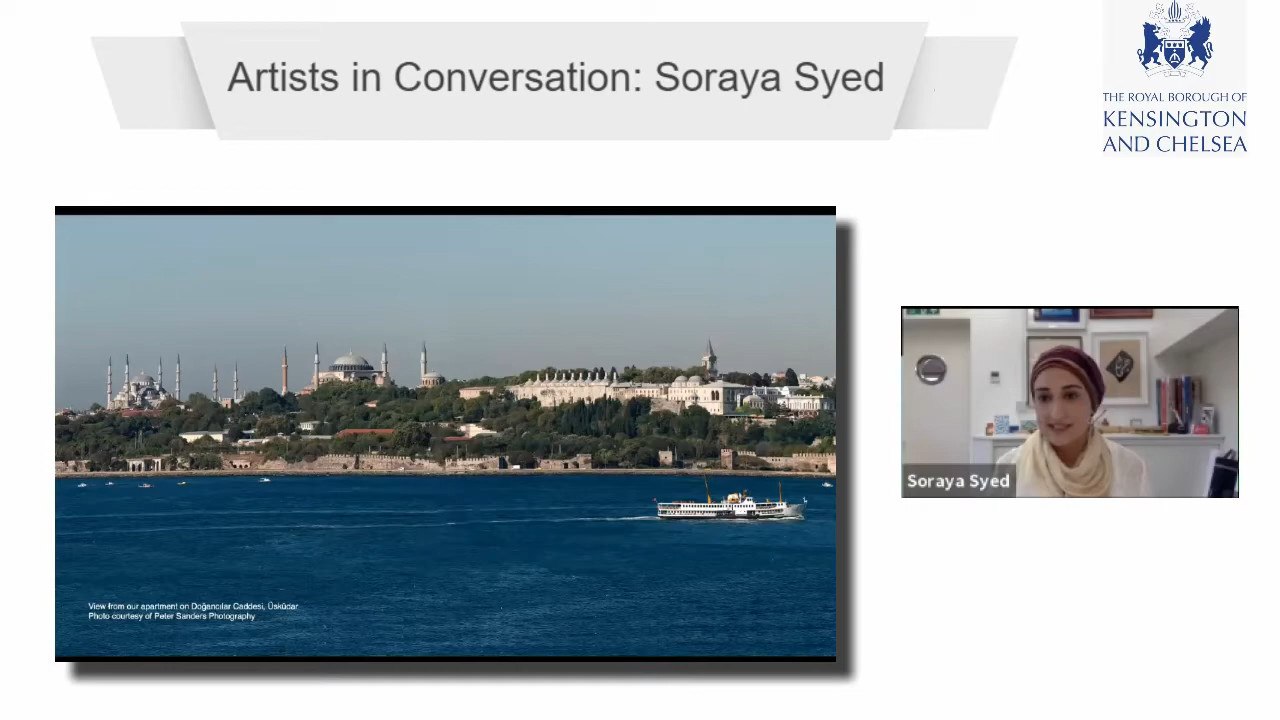 Artists in Conversation: Soraya Syed
THE ROYAL BOROUGH OF
KENSINGTON
AND CHELSEA
Soraya Syed
View from our apartment on Doğancılar Caddesi, Üsküdar
Photo courtesy of Peter Sanders Photography